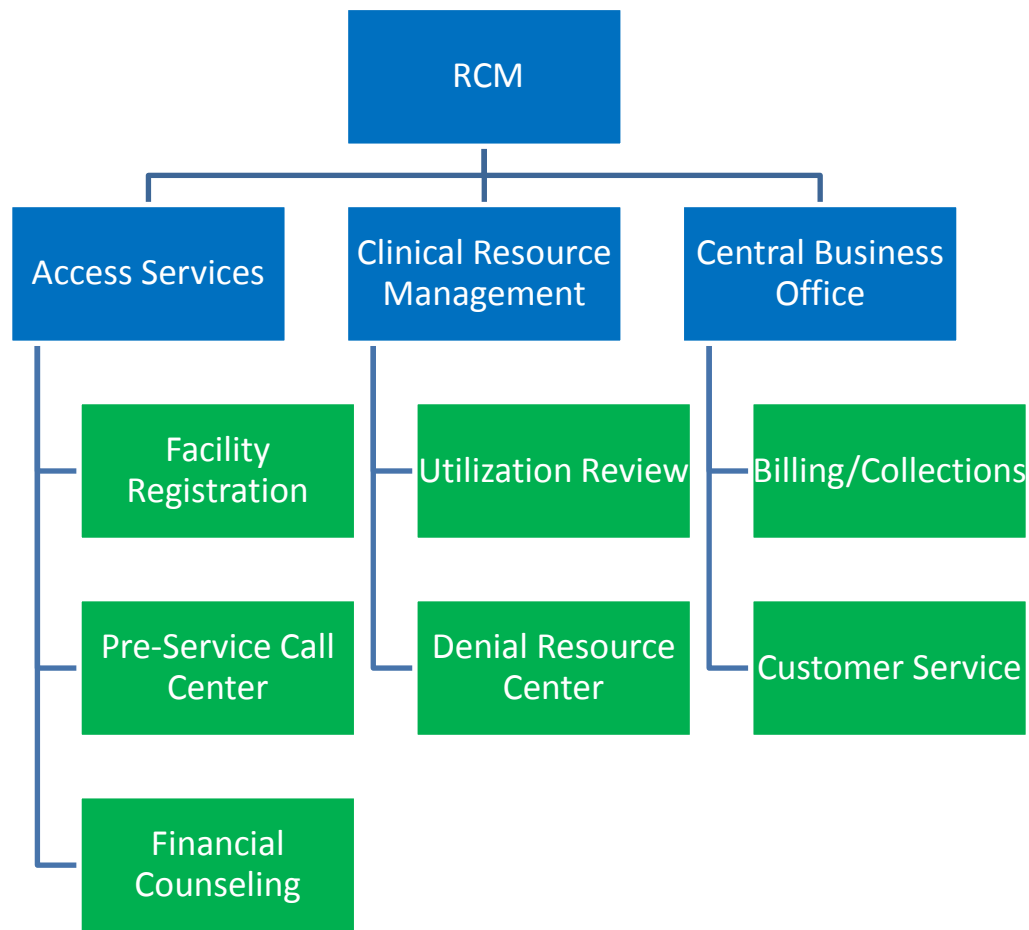 RCM
Access Services
Clinical Resource
Management
Central Business
Office
Facility
Registration
Utilization Review
Billing/Collections
Pre-Service Call
Center
Denial Resource
Center
Customer Service
Financial
Counseling